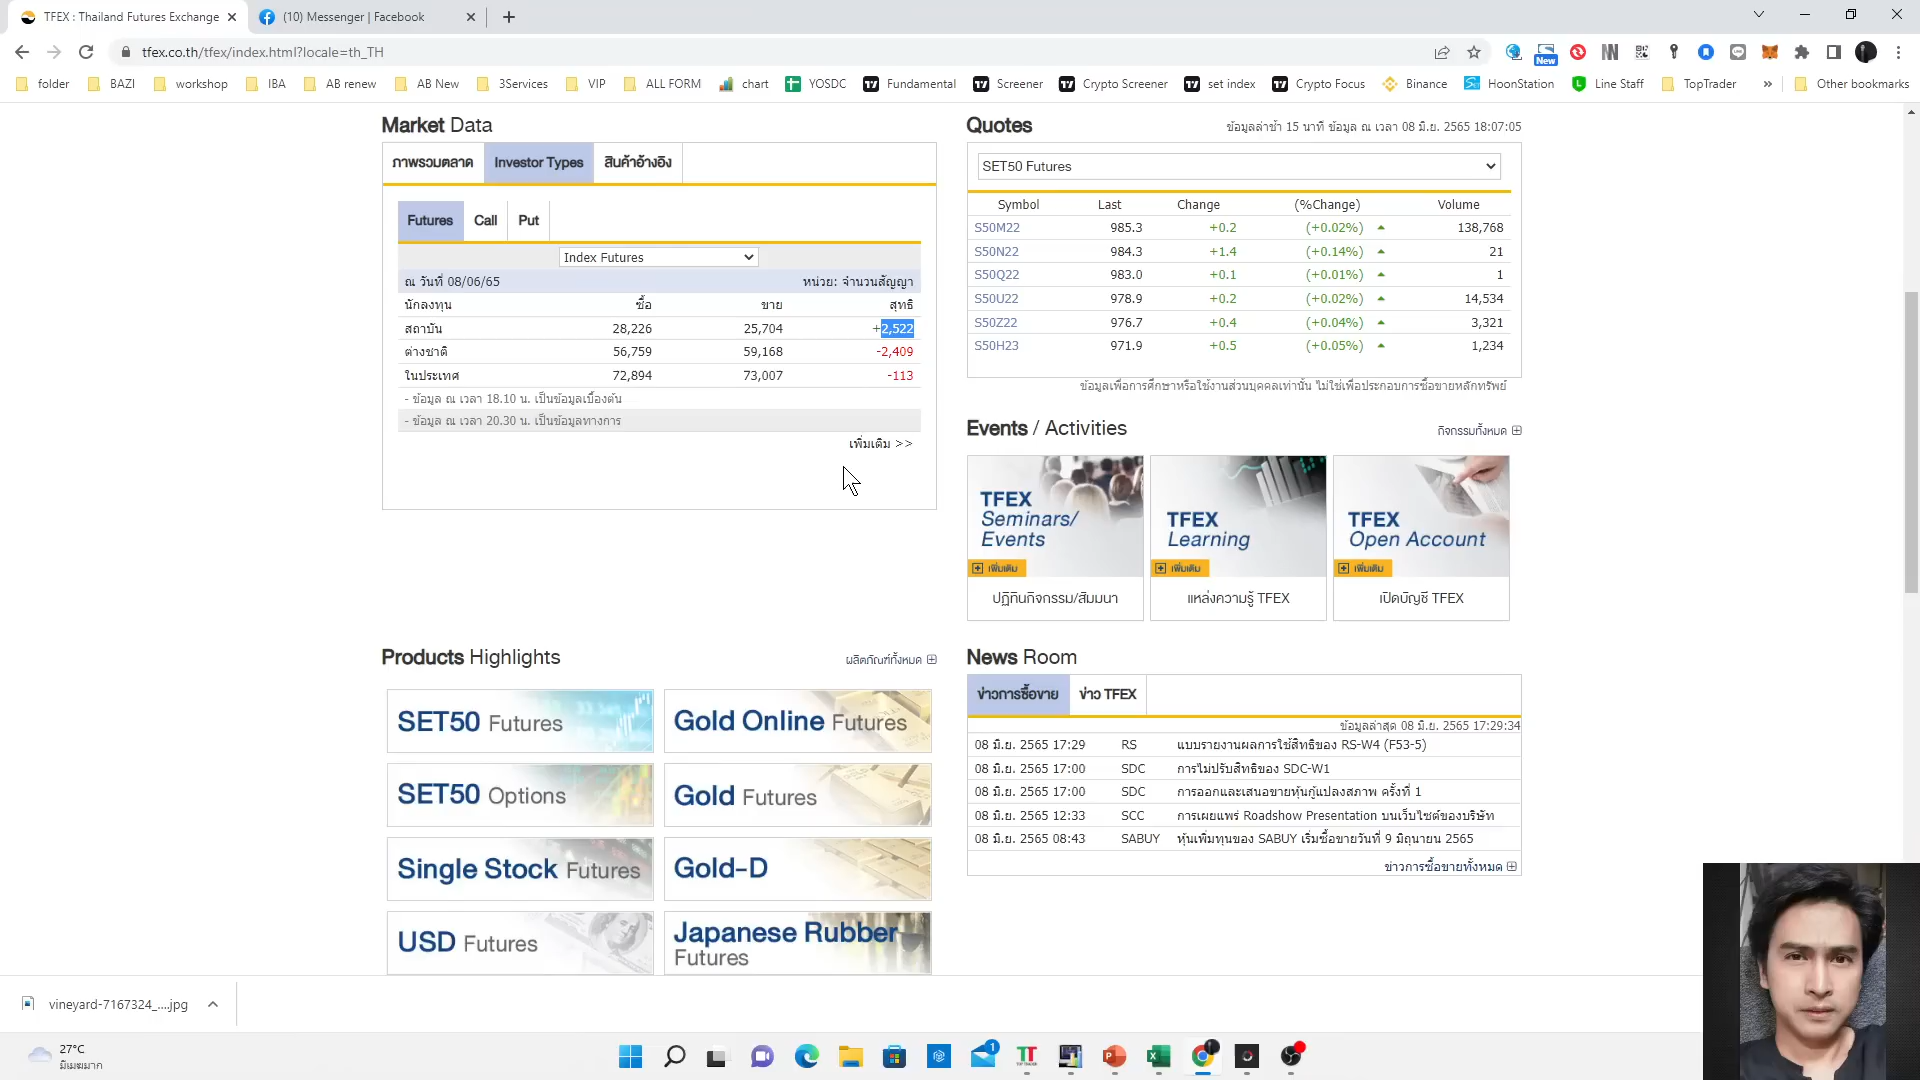 TFEX : Thailand Futures Exchange
(10) Messenger | Facebook
tfex.co.th/tfex/index.html?locale=th_TH
New
folder BAZI workshop IBA AB renew AB New 3Services VIP ALL FORM chart YOSDC Fundamental Screener Crypto Screener set index Crypto Focus Binance HoonStation Line Staff TopTrader » Other bookmarks
Market Data
ภาพรวมตลาด Investor Types สินค้าอ้างอิง
Futures Call Put
Index Futures
ณ วันที่ 08/06/65 หน่วย: จำนวนสัญญา
นักลงทุน ซื้อ ขาย สุทธิ
สถาบัน 28,226 25,704 +2,522
ต่างชาติ 56,759 59,168 -2,409
ในประเทศ 72,894 73,007 -113
- ข้อมูล ณ เวลา 18.10 น. เป็นข้อมูลเบื้องต้น
- ข้อมูล ณ เวลา 20.30 น. เป็นข้อมูลทางการ
เพิ่มเติม >>
Quotes ข้อมูลล่าช้า 15 นาที ข้อมูล ณ เวลา 08 มิ.ย. 2565 18:07:05
SET50 Futures
Symbol Last Change (%Change) Volume
S50M22 985.3 +0.2 (+0.02%) 138,768
S50N22 984.3 +1.4 (+0.14%) 21
S50Q22 983.0 +0.1 (+0.01%) 1
S50U22 978.9 +0.2 (+0.02%) 14,534
S50Z22 976.7 +0.4 (+0.04%) 3,321
S50H23 971.9 +0.5 (+0.05%) 1,234
ข้อมูลเพื่อการศึกษาหรือใช้งานส่วนบุคคลเท่านั้น ไม่ใช่เพื่อประกอบการซื้อขายหลักทรัพย์
Events / Activities กิจกรรมทั้งหมด
TFEX
Seminars/
Events
เพิ่มเติม
ปฏิทินกิจกรรม/สัมมนา
TFEX
Learning
เพิ่มเติม
แหล่งความรู้ TFEX
TFEX
Open Account
เพิ่มเติม
เปิดบัญชี TFEX
Products Highlights ผลิตภัณฑ์ทั้งหมด
SET50 Futures
Gold Online Futures
SET50 Options
Gold Futures
Single Stock Futures
Gold-D
USD Futures
Japanese Rubber
Futures
News Room
ข่าวการซื้อขาย ข่าว TFEX
ข้อมูลล่าสุด 08 มิ.ย. 2565 17:29:34
08 มิ.ย. 2565 17:29 RS แบบรายงานผลการใช้สิทธิของ RS-W4 (F53-5)
08 มิ.ย. 2565 17:00 SDC การไม่ปรับสิทธิของ SDC-W1
08 มิ.ย. 2565 17:00 SDC การออกและเสนอขายหุ้นกู้แปลงสภาพ ครั้งที่ 1
08 มิ.ย. 2565 12:33 SCC การเผยแพร่ Roadshow Presentation บนเว็บไซต์ของบริษัท
08 มิ.ย. 2565 08:43 SABUY หุ้นเพิ่มทุนของ SABUY เริ่มซื้อขายวันที่ 9 มิถุนายน 2565
ข่าวการซื้อขายทั้งหมด
vineyard-7167324_....jpg
27°C
มีเมฆมาก
1